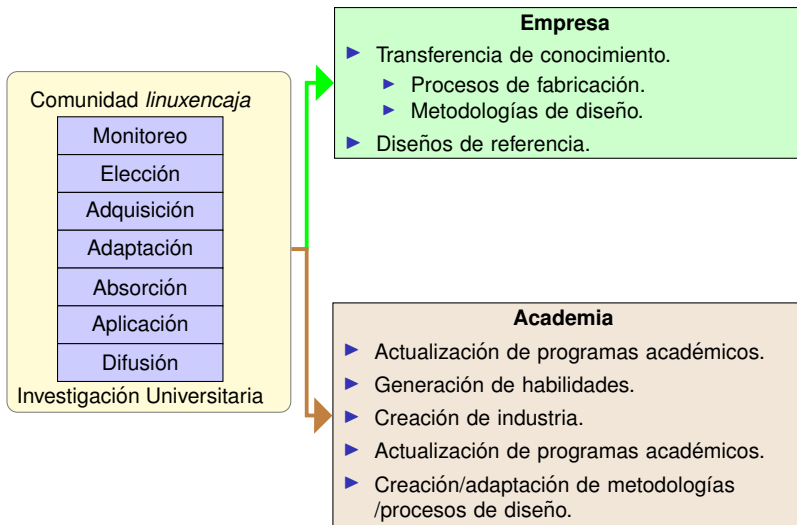 Comunidad linuxencaja
Monitoreo
Elección
Adquisición
Adaptación
Absorción
Aplicación
Difusión
Investigación Universitaria
Empresa
Transferencia de conocimiento.
Procesos de fabricación.
Metodologías de diseño.
Diseños de referencia.
Academia
Actualización de programas académicos.
Generación de habilidades.
Creación de industria.
Actualización de programas académicos.
Creación/adaptación de metodologías
/procesos de diseño.